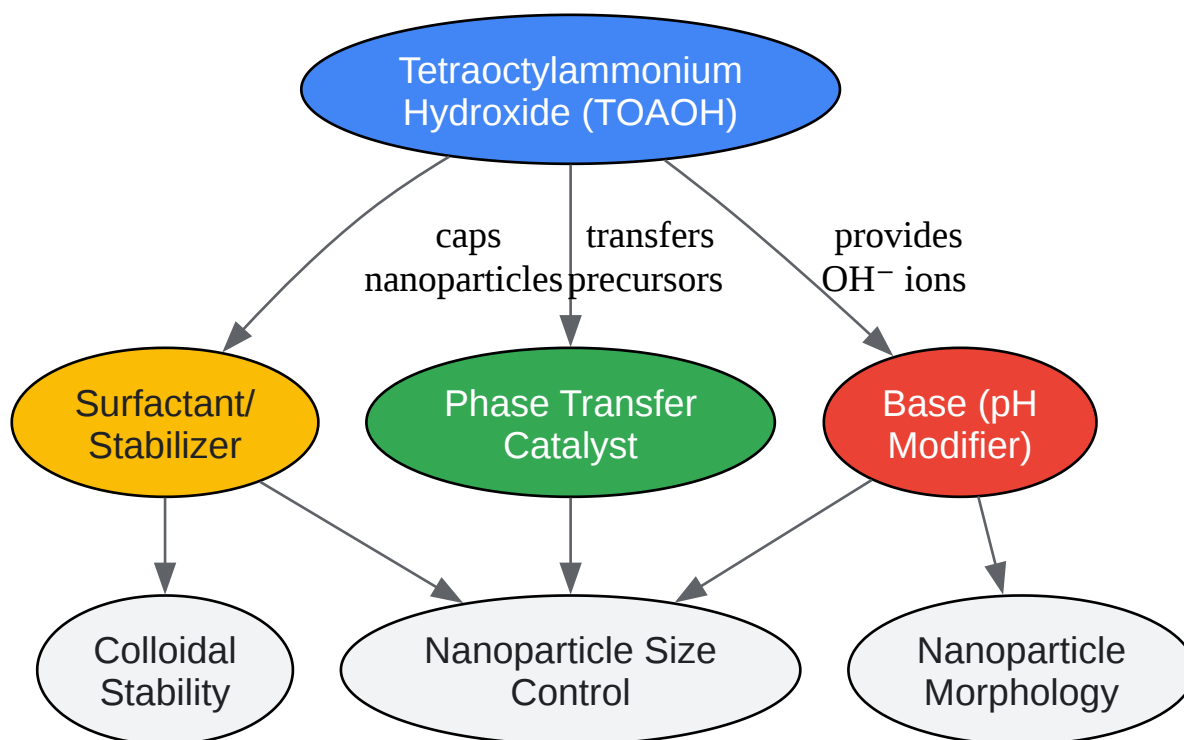 Tetraoctylammonium
Hydroxide (TOAOH)
caps
nanoparticles
transfers
precursors
provides
OH⁻ ions
Surfactant/
Stabilizer
Phase Transfer
Catalyst
Base (pH
Modifier)
Colloidal
Stability
Nanoparticle Size
Control
Nanoparticle
Morphology